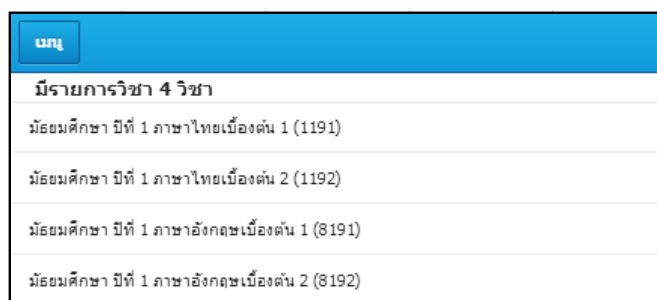 เมนู
มีรายการวิชา 4 วิชา
มัธยมศึกษา ปีที่ 1 ภาษาไทยเบื้องต้น 1 (1191)
มัธยมศึกษา ปีที่ 1 ภาษาไทยเบื้องต้น 2 (1192)
มัธยมศึกษา ปีที่ 1 ภาษาอังกฤษเบื้องต้น 1 (8191)
มัธยมศึกษา ปีที่ 1 ภาษาอังกฤษเบื้องต้น 2 (8192)